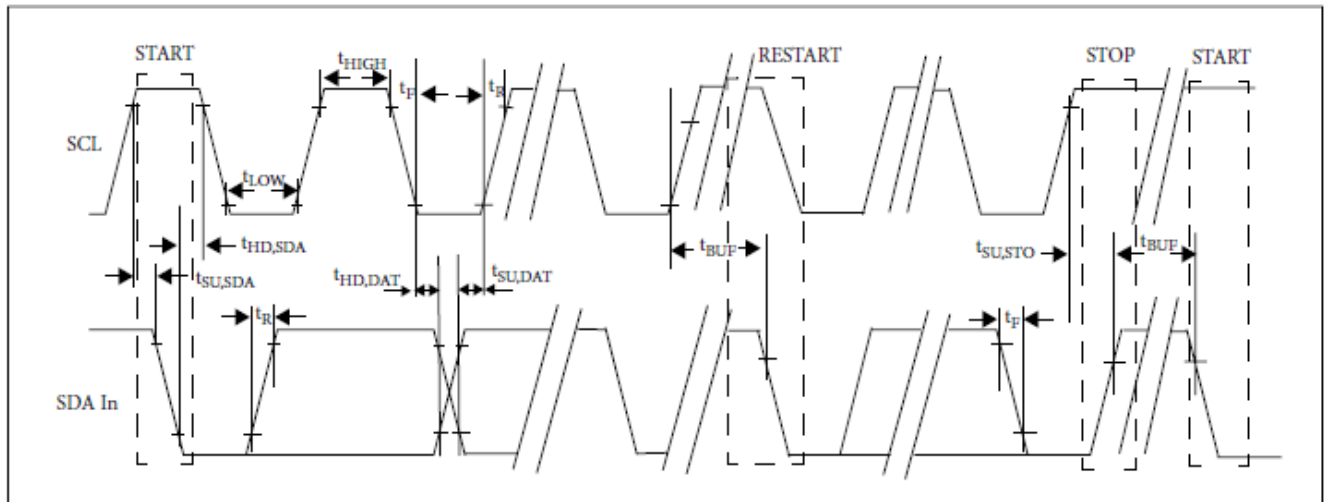 START
RESTART
STOP
START
tHIGH
tF
tR
SCL
tLOW
tHD,SDA
tBUF
tSU,STO
tBUF
tSU,SDA
tHD,DAT
tSU,DAT
tR
tF
SDA In